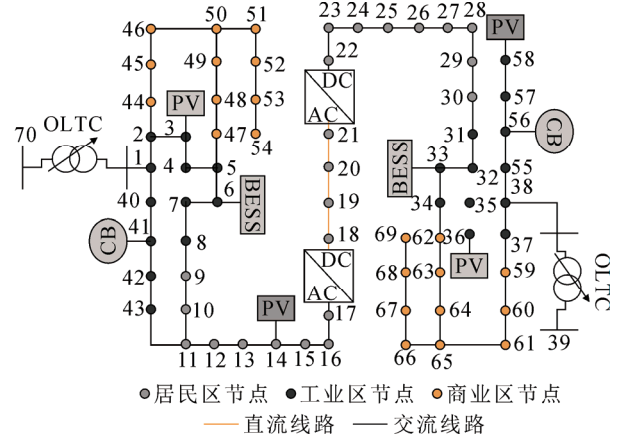 46 50 51 23 24 25 26 27 28 PV
22 58
45 49 52 29
DC
44 PV 48 53 AC 30 57
OLTC 56 CB
70 2 3 47 54 21 31
1 4 5 20 BESS 33 32 55
6 BESS 38
40 7 19 34 35
CB 41 8 18 69 62 36 37
DC
42 9 68 63 PV 59 OLTC
AC
43 10 PV 17 67 64 60
11 12 13 14 15 16 66 65 61 39
居民区节点 工业区节点 商业区节点
直流线路 交流线路